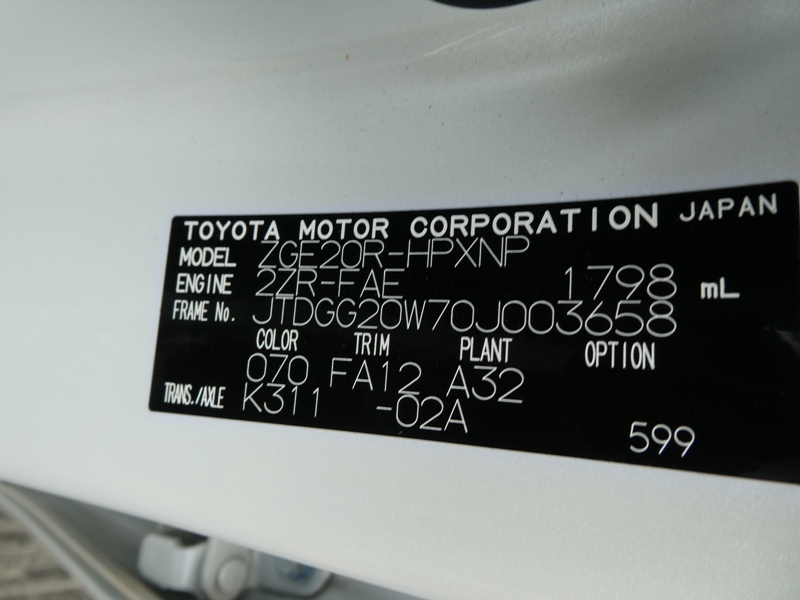 TOYOTA MOTOR CORPORATION JAPAN
MODEL ZGE20R-HPXNP
ENGINE 2ZR-FAE 1798 mL
FRAME No. JTDGG20W70J003658
COLOR TRIM PLANT OPTION
070 FA12 A32
TRANS./AXLE K311 -02A
599